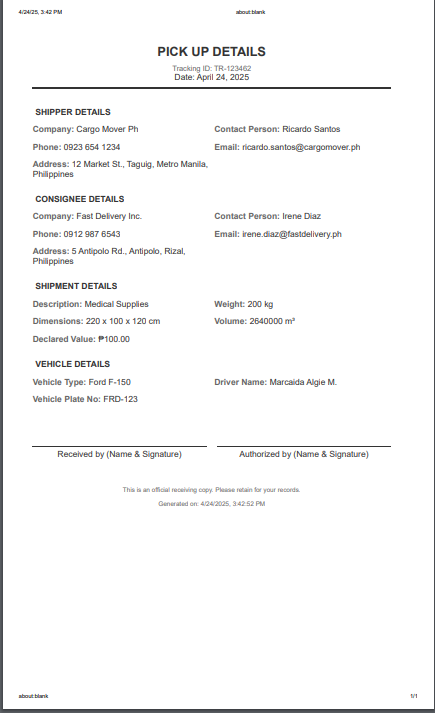 4/24/25, 3:42 PM about:blank
PICK UP DETAILS
Tracking ID: TR-123462
Date: April 24, 2025
SHIPPER DETAILS
Company: Cargo Mover Ph Contact Person: Ricardo Santos
Phone: 0923 654 1234 Email: ricardo.santos@cargomover.ph
Address: 12 Market St., Taguig, Metro Manila,
Philippines
CONSIGNEE DETAILS
Company: Fast Delivery Inc. Contact Person: Irene Diaz
Phone: 0912 987 6543 Email: irene.diaz@fastdelivery.ph
Address: 5 Antipolo Rd., Antipolo, Rizal,
Philippines
SHIPMENT DETAILS
Description: Medical Supplies Weight: 200 kg
Dimensions: 220 x 100 x 120 cm Volume: 2640000 m³
Declared Value: ₱100.00
VEHICLE DETAILS
Vehicle Type: Ford F-150 Driver Name: Marcaida Algie M.
Vehicle Plate No: FRD-123
Received by (Name & Signature) Authorized by (Name & Signature)
This is an official receiving copy. Please retain for your records.
Generated on: 4/24/2025, 3:42:52 PM
about:blank 1/1